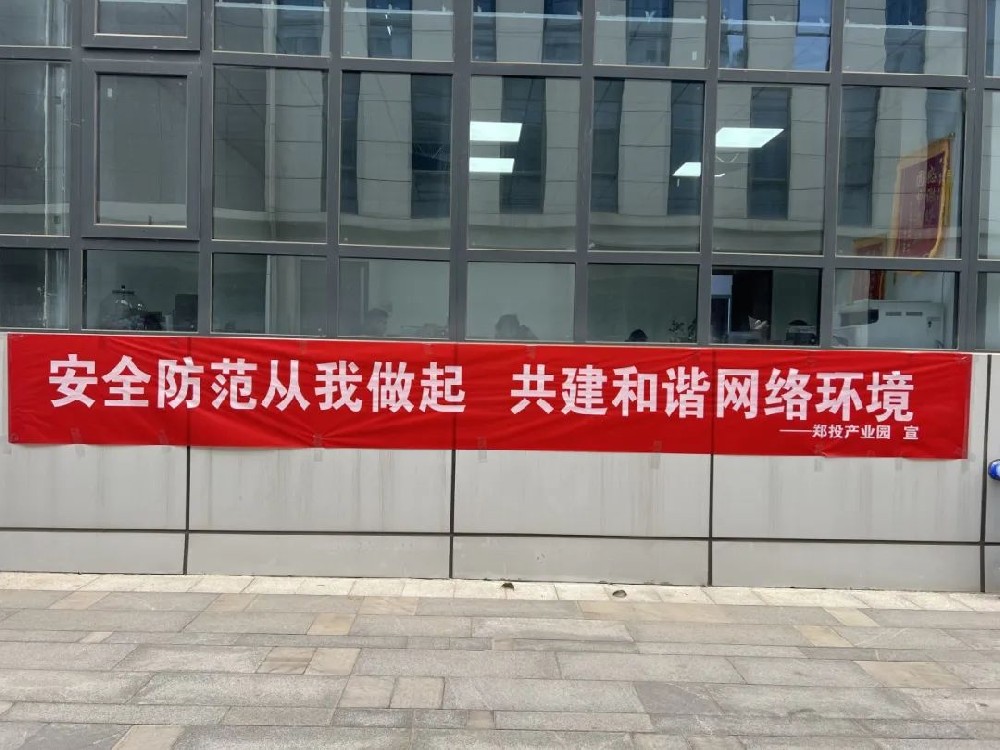 安全防范从我做起 共建和谐网络环境
——郑投产业园 宣